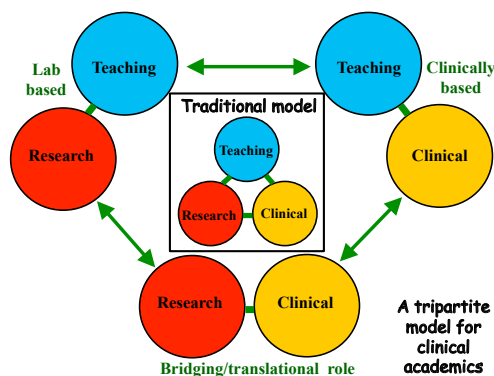 Lab
based
Teaching
Research
Teaching
Clinically
based
Clinical
Traditional model
Teaching
Research
Clinical
Research
Clinical
Bridging/translational role
A tripartite
model for
clinical
academics